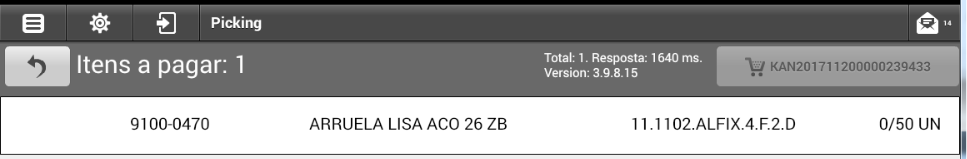 Picking
14
Itens a pagar: 1
Total: 1. Resposta: 1640 ms.
Version: 3.9.8.15
KAN201711200000239433
9100-0470 ARRUELA LISA ACO 26 ZB 11.1102.ALFIX.4.F.2.D 0/50 UN